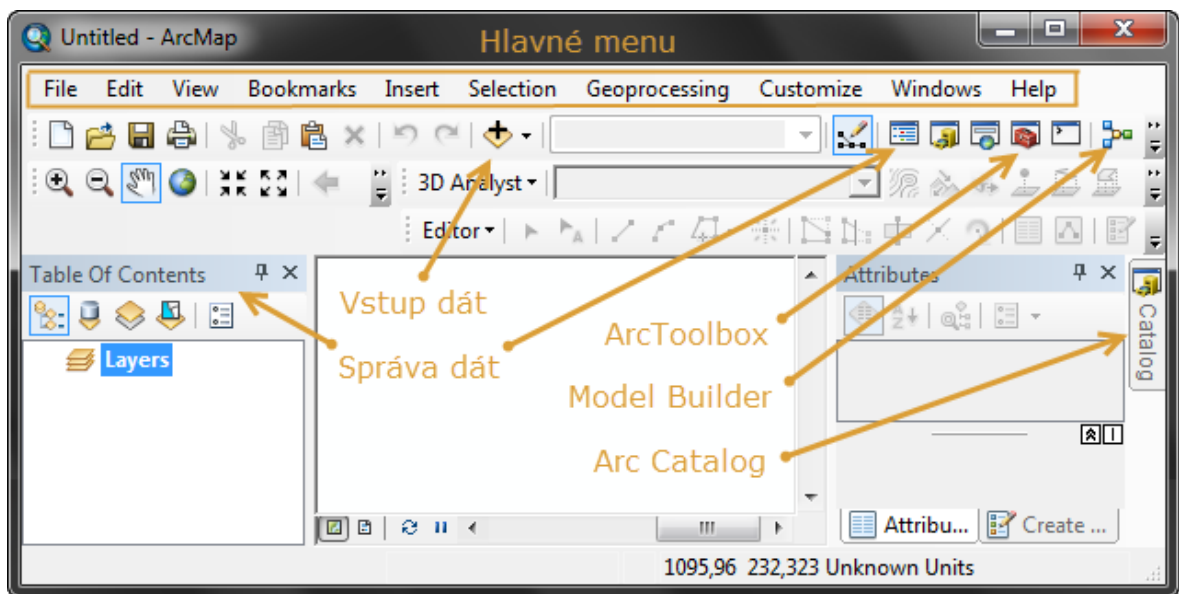 Untitled - ArcMap
Hlavné menu
File Edit View Bookmarks Insert Selection Geoprocessing Customize Windows Help
3D Analyst
Editor
Table Of Contents
Attributes
Catalog
Layers
Vstup dát
Správa dát
ArcToolbox
Model Builder
Arc Catalog
Attribu... Create ...
1095,96 232,323 Unknown Units